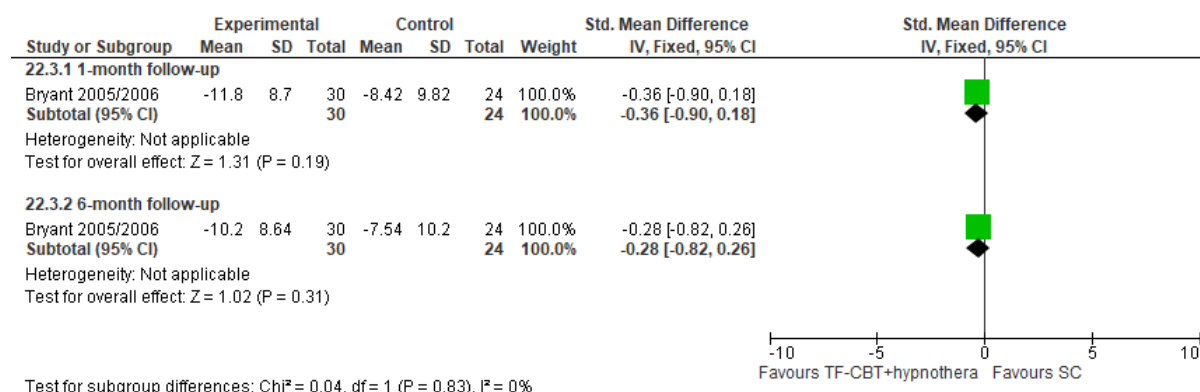 Experimental Control Std. Mean Difference Std. Mean Difference
Study or Subgroup Mean SD Total Mean SD Total Weight IV, Fixed, 95% CI IV, Fixed, 95% CI
22.3.1 1-month follow-up
Bryant 2005/2006 -11.8 8.7 30 -8.42 9.82 24 100.0% -0.36 [-0.90, 0.18]
Subtotal (95% CI) 30 24 100.0% -0.36 [-0.90, 0.18]
Heterogeneity: Not applicable
Test for overall effect: Z = 1.31 (P = 0.19)
22.3.2 6-month follow-up
Bryant 2005/2006 -10.2 8.64 30 -7.54 10.2 24 100.0% -0.28 [-0.82, 0.26]
Subtotal (95% CI) 30 24 100.0% -0.28 [-0.82, 0.26]
Heterogeneity: Not applicable
Test for overall effect: Z = 1.02 (P = 0.31)
-10 -5 0 5 10
Favours TF-CBT+hypnothera Favours SC
Test for subgroup differences: Chi² = 0.04, df = 1 (P = 0.83), I² = 0%